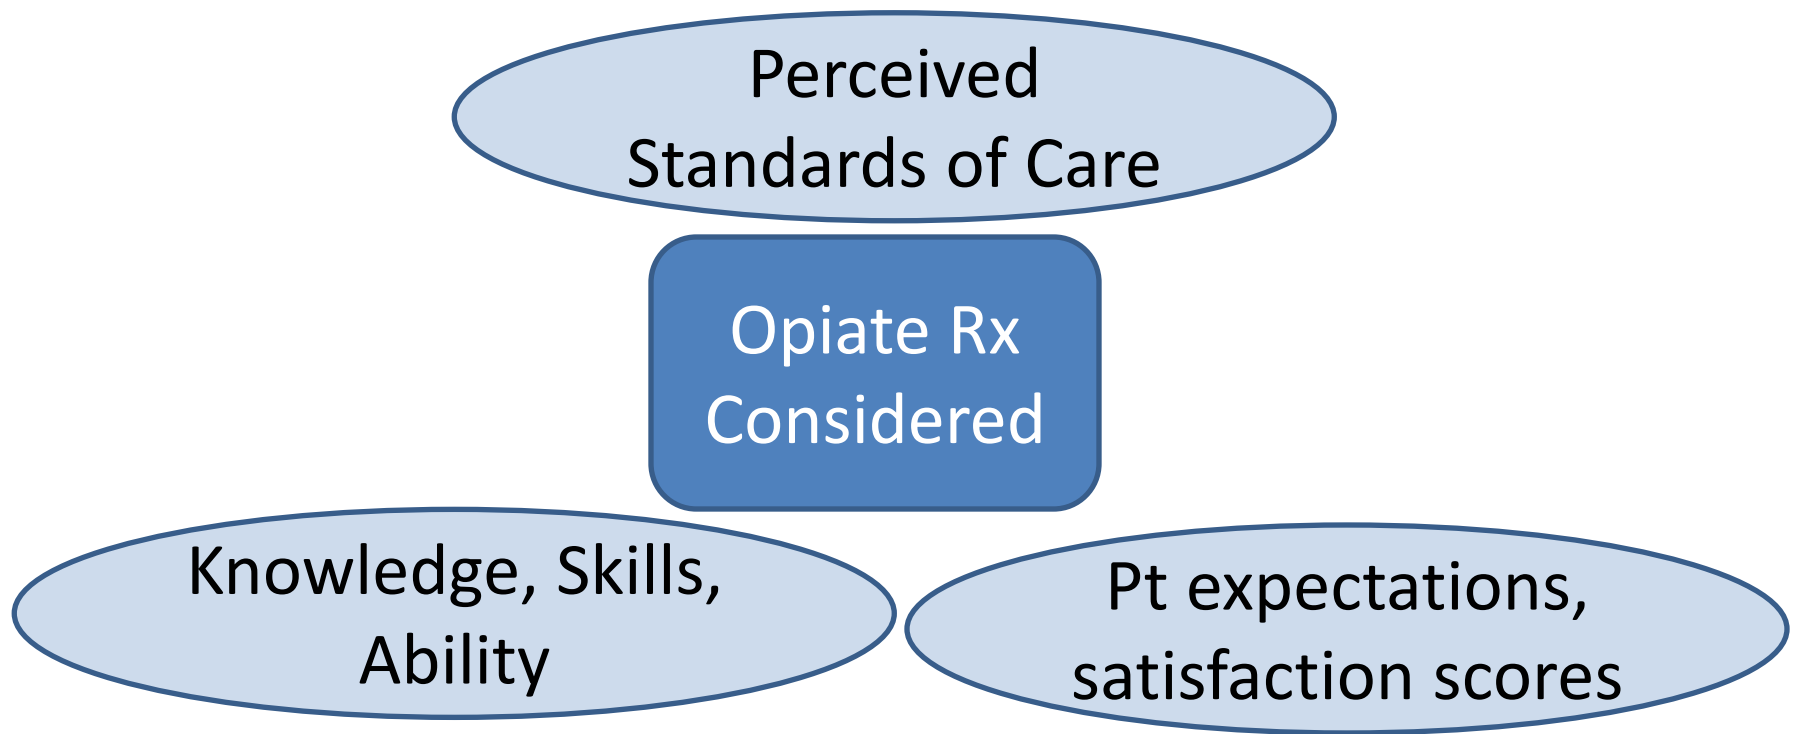 Perceived
Standards of Care
Opiate Rx
Considered
Knowledge, Skills,
Ability
Pt expectations,
satisfaction scores